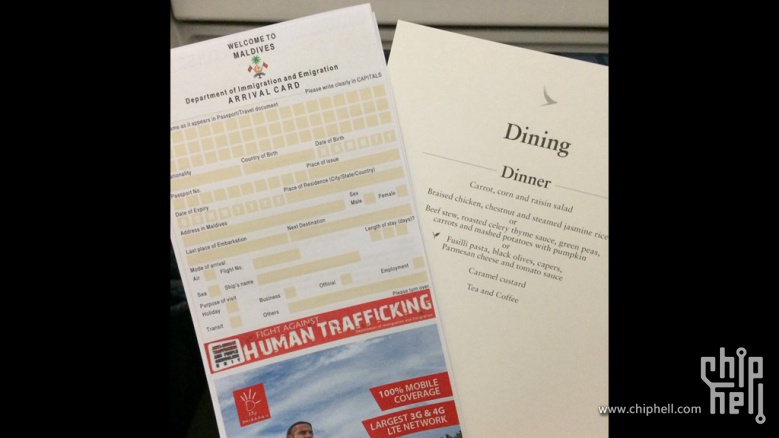 WELCOME TO
MALDIVES
Department of Immigration and Emigration
ARRIVAL CARD
Please write clearly in CAPITALS
ame as it appears in Passport/Travel document
ationality
Country of Birth
Date of Birth
Passport No.
Place of issue
Date of Expiry
Place of Residence (City/State/Country)
Address in Maldives
Sex
Male
Female
Last place of Embarkation
Next Destination
Length of stay (days)?
Mode of arrival
Air
Flight No.
Sea
Ship's name
Purpose of visit
Holiday
Business
Official
Employment
Transit
Others
Please turn over
FIGHT AGAINST
HUMAN TRAFFICKING
Department of Immigration and Emigration
100% MOBILE
COVERAGE
LARGEST 3G & 4G
LTE NETWORK
Dining
Dinner
Carrot, corn and raisin salad
Braised chicken, chestnut and steamed jasmine rice
or
Beef stew, roasted celery thyme sauce, green peas,
carrots and mashed potatoes with pumpkin
or
Fusilli pasta, black olives, capers,
Parmesan cheese and tomato sauce
Caramel custard
Tea and Coffee
www.chiphell.com
chip
hell